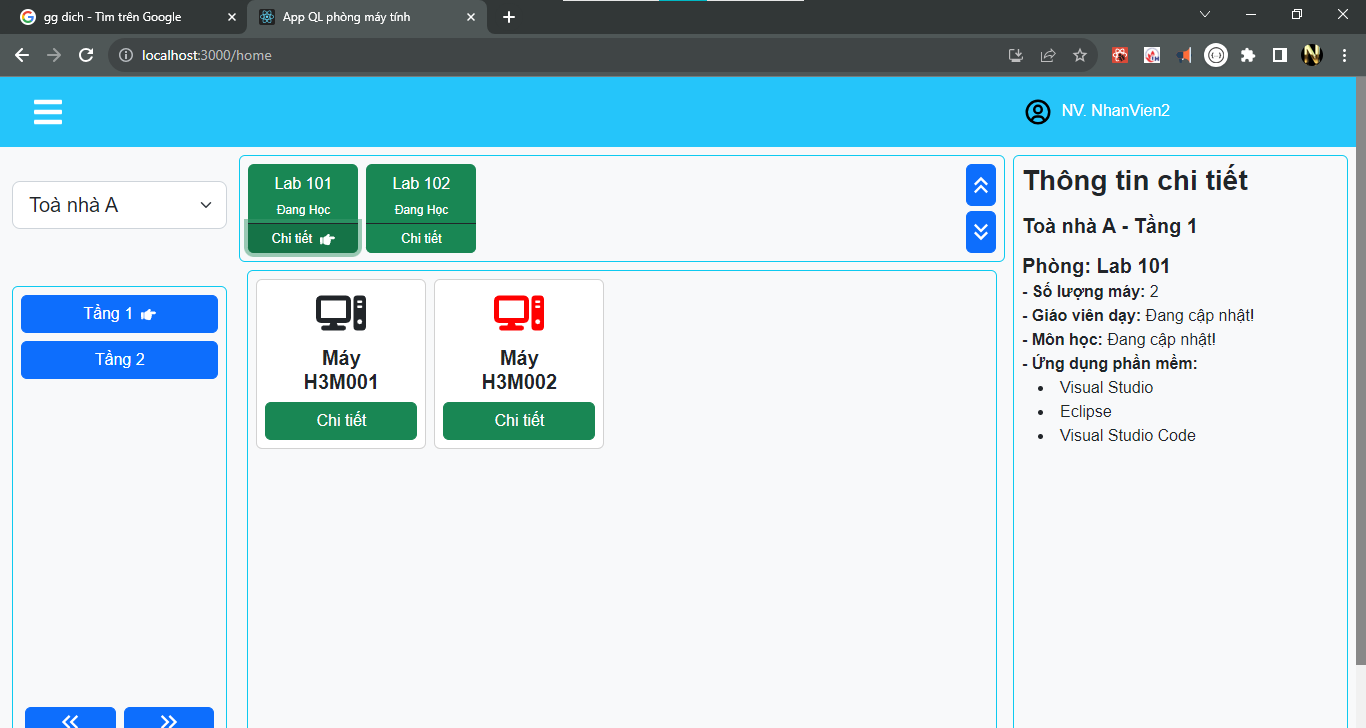 gg dich - Tìm trên Google
App QL phòng máy tính
localhost:3000/home
NV. NhanVien2
Toà nhà A
Tầng 1
Tầng 2
Lab 101
Đang Học
Chi tiết
Lab 102
Đang Học
Chi tiết
Máy
H3M001
Chi tiết
Máy
H3M002
Chi tiết
Thông tin chi tiết
Toà nhà A - Tầng 1
Phòng: Lab 101
- Số lượng máy: 2
- Giáo viên dạy: Đang cập nhật!
- Môn học: Đang cập nhật!
- Ứng dụng phần mềm:
• Visual Studio
• Eclipse
• Visual Studio Code